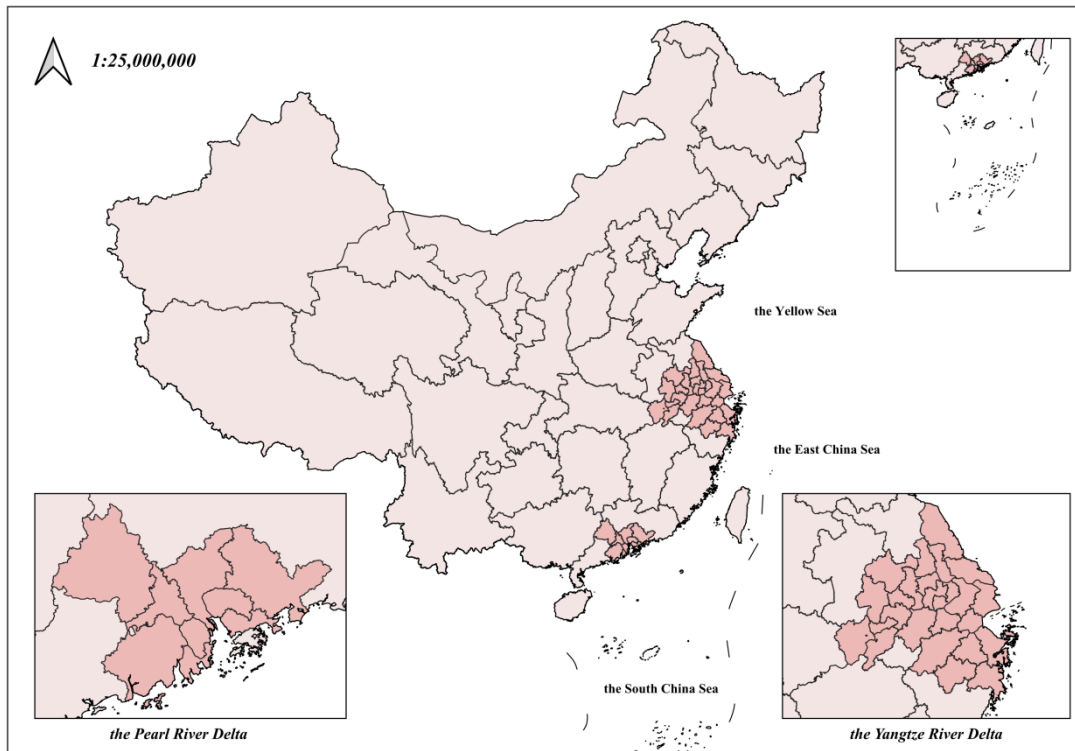 1:25,000,000
the Yellow Sea
the East China Sea
the South China Sea
the Pearl River Delta
the Yangtze River Delta